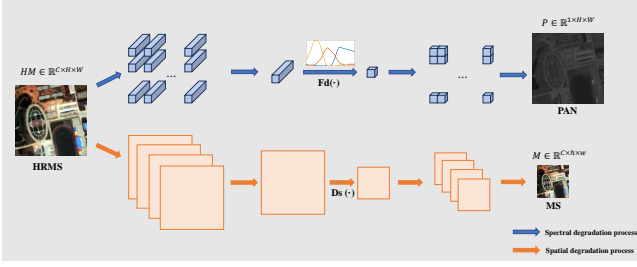 HM ∈ ℝ^{C×H×W}
HRMS
...
Fd(·)
...
P ∈ ℝ^{1×H×W}
PAN
Ds (·)
M ∈ ℝ^{C×h×w}
MS
Spectral degradation process
Spatial degradation process